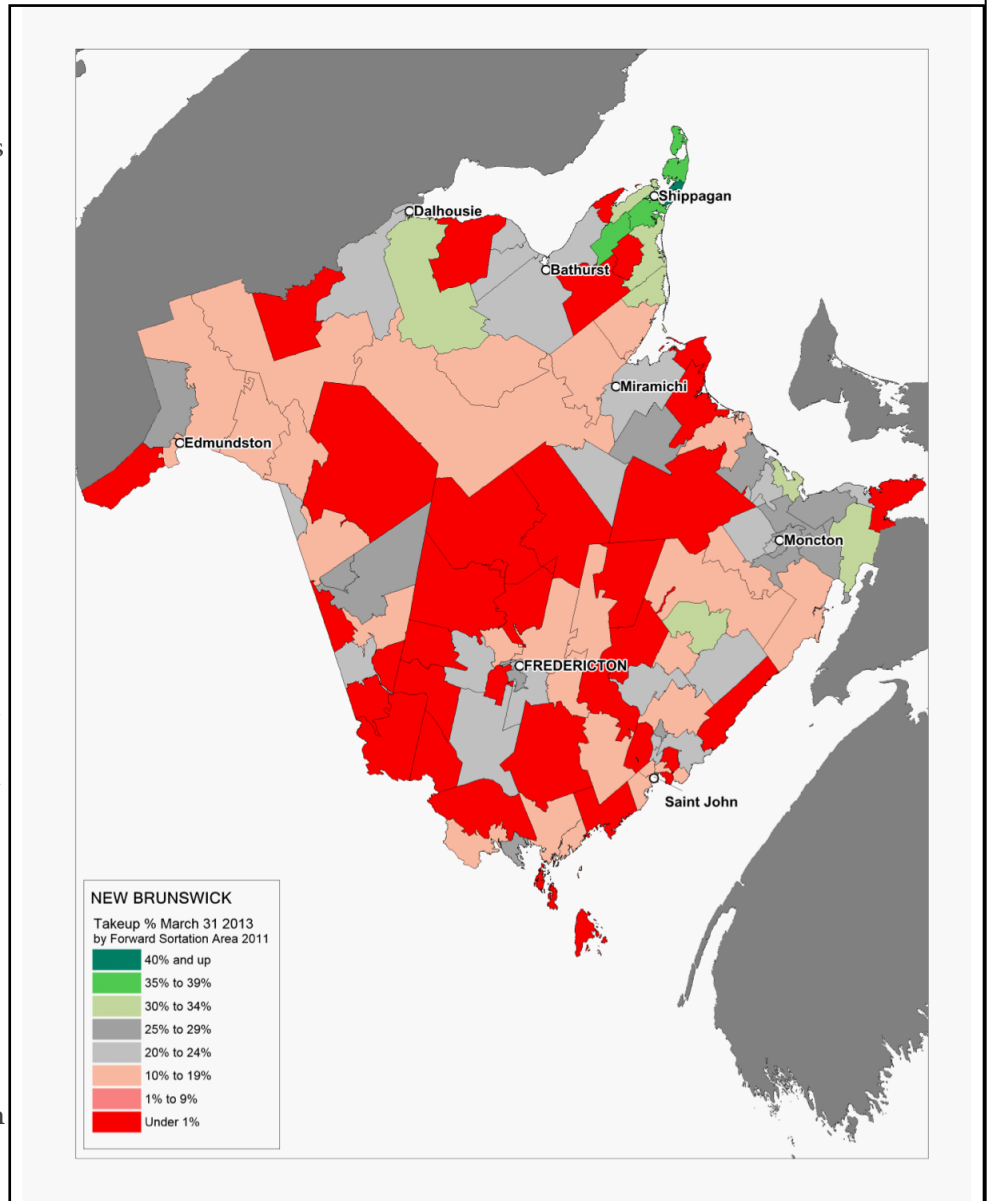 Shippagan
Dalhousie
Bathurst
Miramichi
Edmundston
Moncton
FREDERICTON
Saint John
NEW BRUNSWICK
Takeup % March 31 2013
by Forward Sortation Area 2011
40% and up
35% to 39%
30% to 34%
25% to 29%
20% to 24%
10% to 19%
1% to 9%
Under 1%